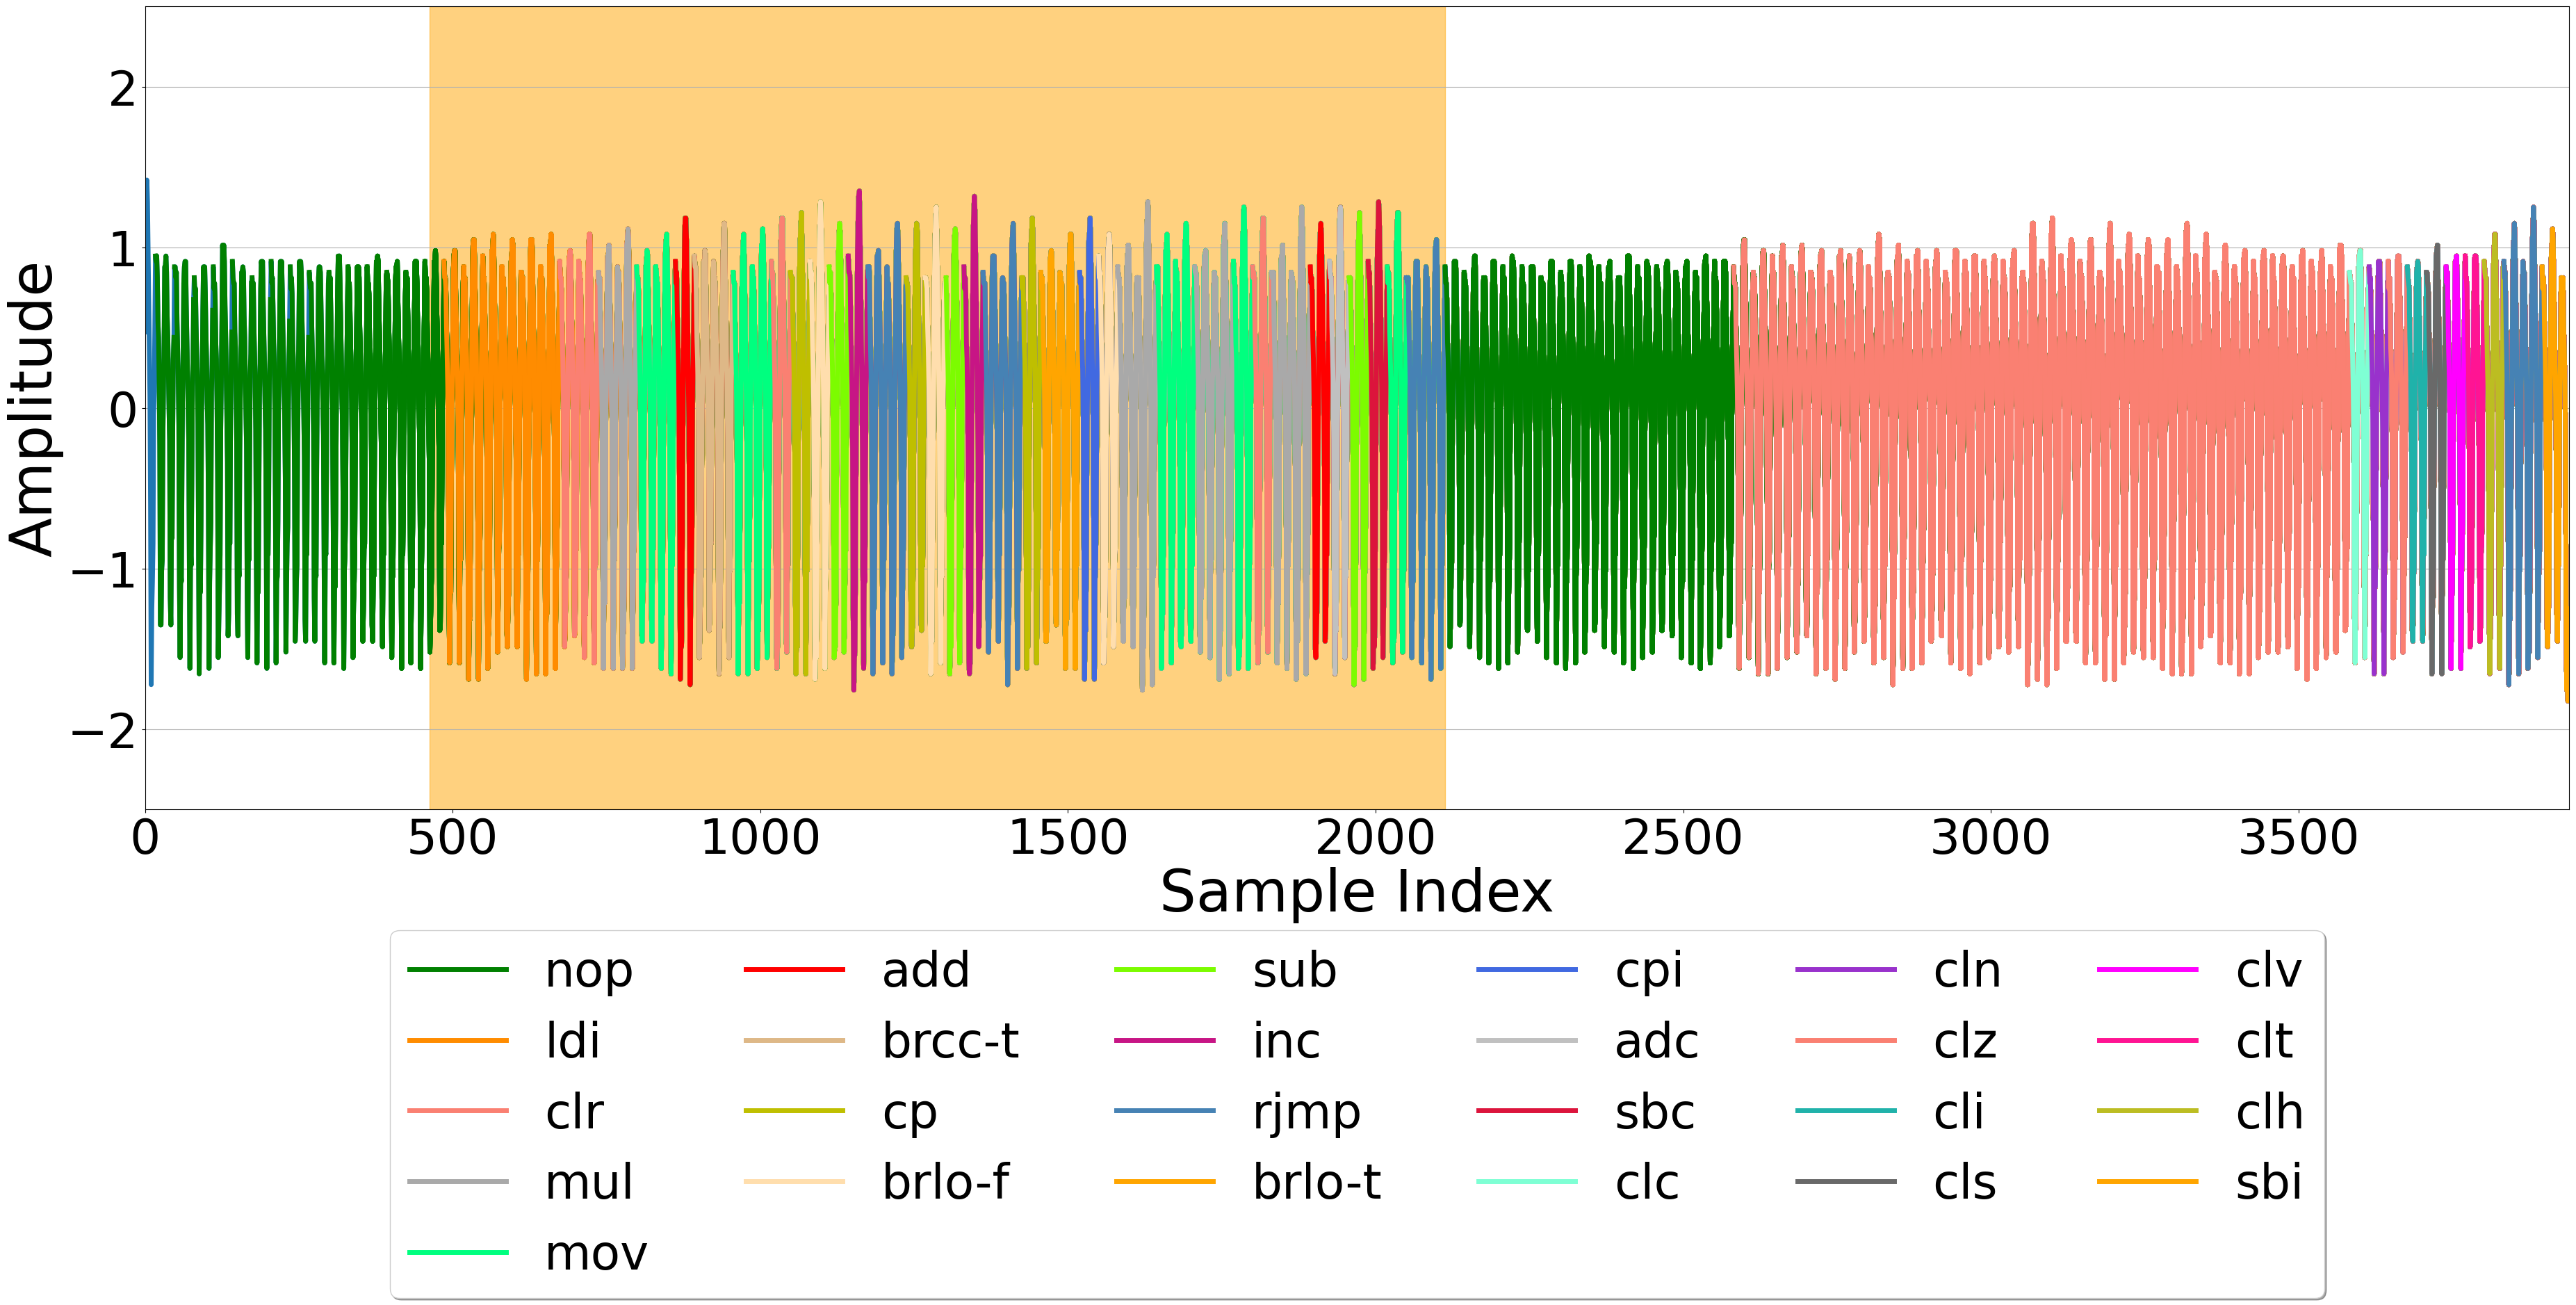 2
1
0
−1
−2
Amplitude
0 500 1000 1500 2000 2500 3000 3500
Sample Index
nop add sub cpi cln clv
ldi brcc-t inc adc clz clt
clr cp rjmp sbc cli clh
mul brlo-f brlo-t clc cls sbi
mov